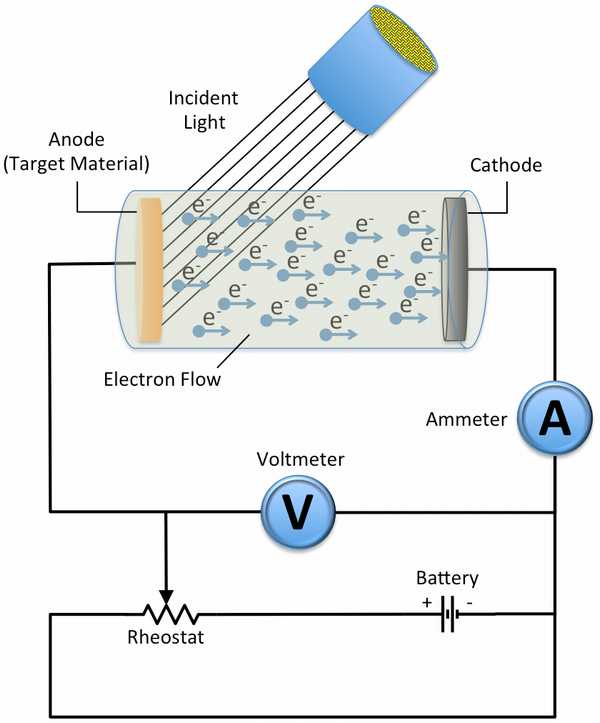 Incident
Light
Anode
(Target Material)
Cathode
e-
e-
e-
e-
e-
e
e-
e-
e-
e-
e-
e-
e-
e-
e-
e-
e-
e-
e-
e-
Electron Flow
Ammeter
A
Voltmeter
V
Battery
+ -
Rheostat